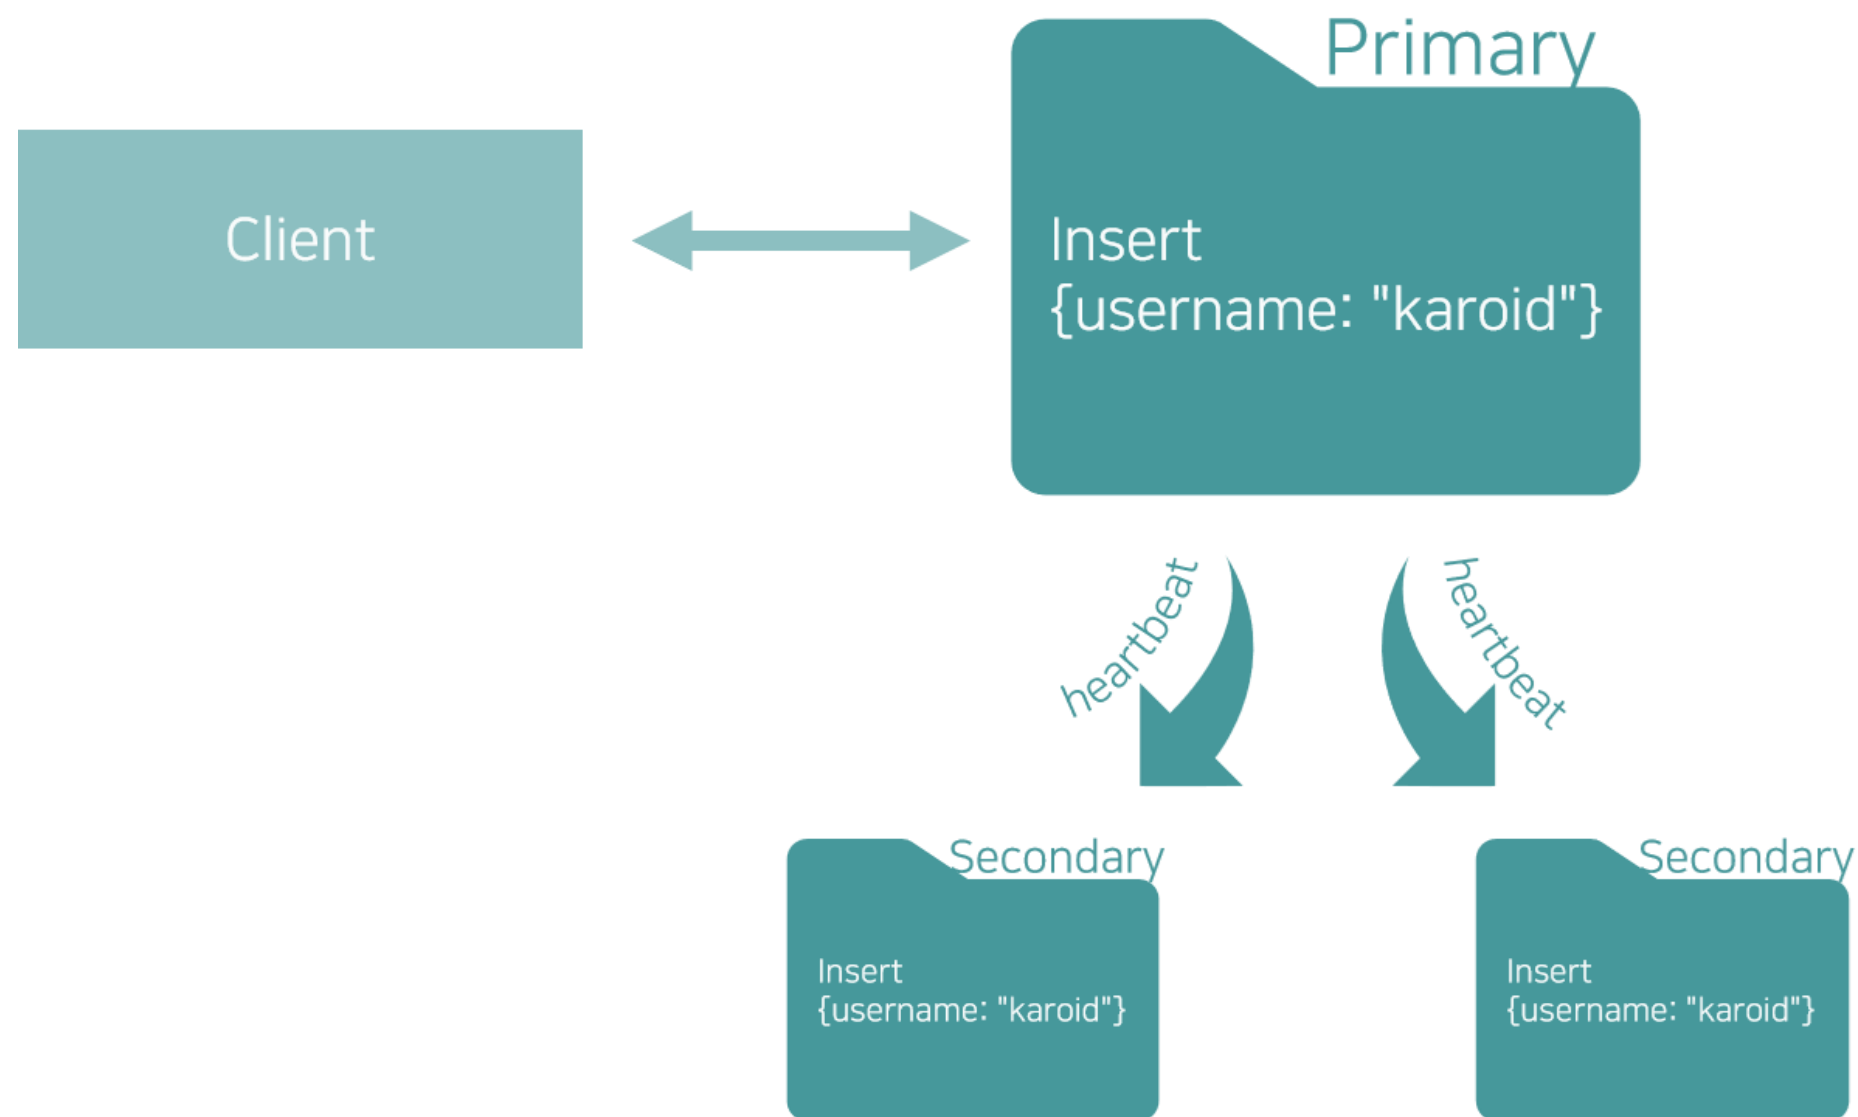 Primary
Client
Insert
{username: "karoid"}
heartbeat
heartbeat
Secondary
Insert
{username: "karoid"}
Secondary
Insert
{username: "karoid"}